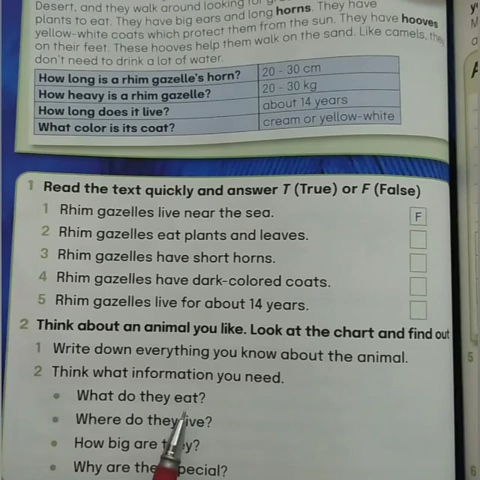 Desert, and they walk around looking for
plants to eat. They have big ears and long horns. They have
yellow-white coats which protect them from the sun. They have hooves
on their feet. These hooves help them walk on the sand. Like camels, they
don't need to drink a lot of water.
How long is a rhim gazelle's horn? 20 - 30 cm
How heavy is a rhim gazelle? 20 - 30 kg
How long does it live? about 14 years
What color is its coat? cream or yellow-white
1 Read the text quickly and answer T (True) or F (False)
1 Rhim gazelles live near the sea. F
2 Rhim gazelles eat plants and leaves.
3 Rhim gazelles have short horns.
4 Rhim gazelles have dark-colored coats.
5 Rhim gazelles live for about 14 years.
2 Think about an animal you like. Look at the chart and find out
1 Write down everything you know about the animal.
2 Think what information you need.
• What do they eat?
• Where do they live?
• How big are they?
• Why are they special?
5
6